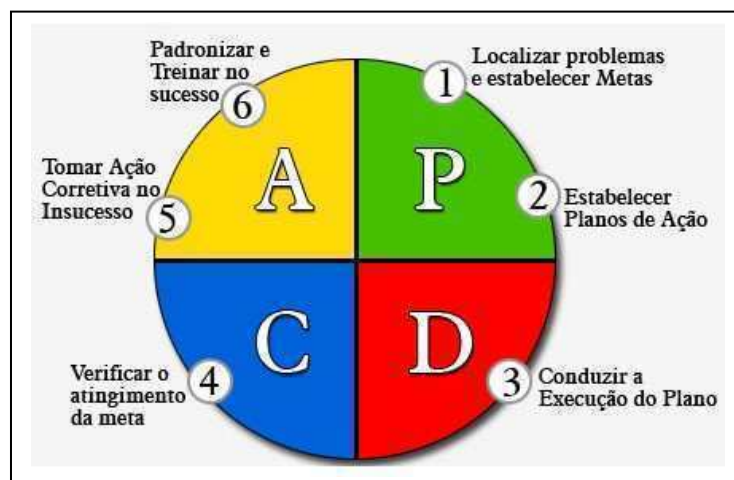 Padronizar e
Treinar no
sucesso
6
Localizar problemas
e estabelecer Metas
1
A
P
Tomar Ação
Corretiva no
Insucesso
5
2
Estabelecer
Planos de Ação
C
D
Verificar o
atingimento
da meta
4
3
Conduzir a
Execução do Plano